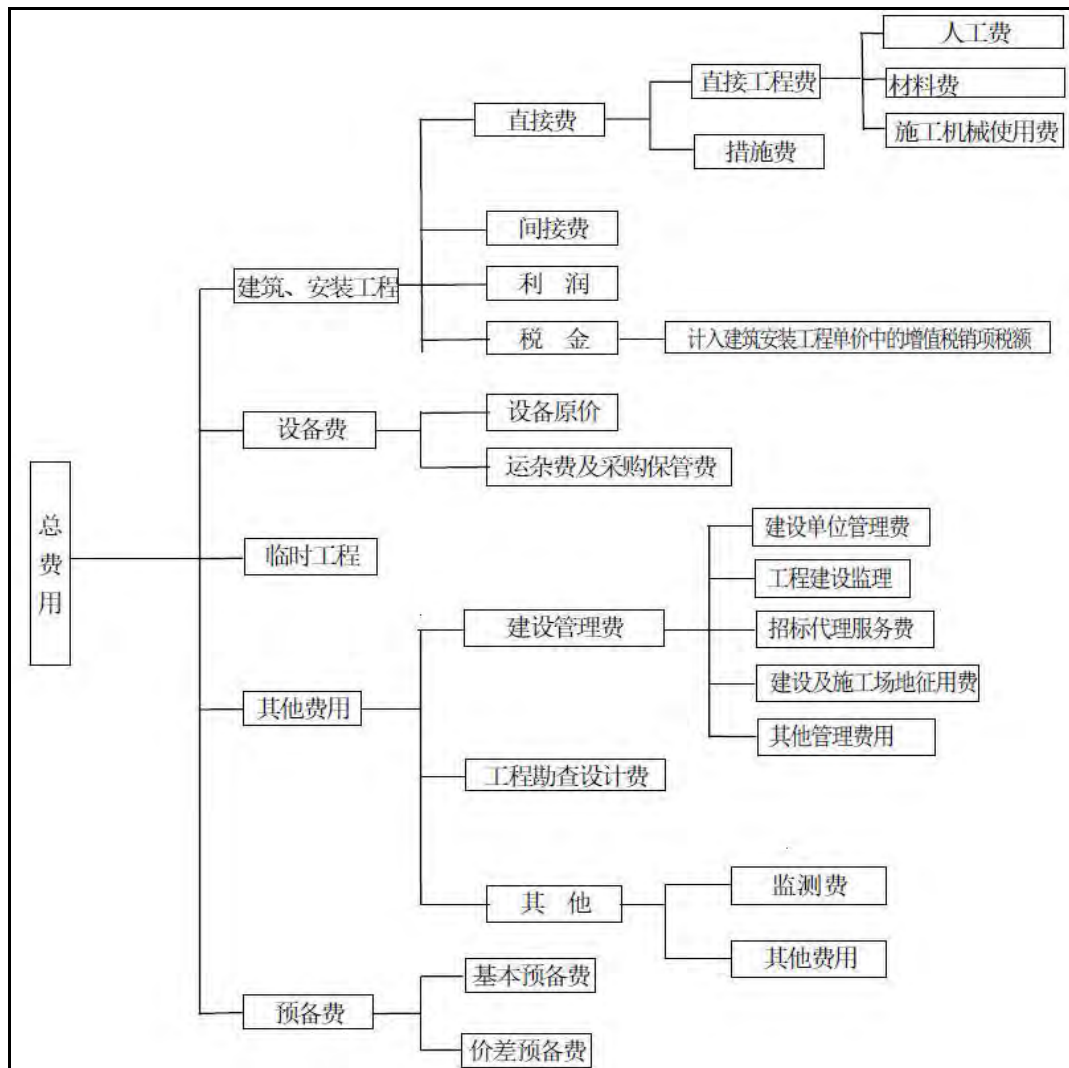 人工费
直接工程费
材料费
直接费
施工机械使用费
措施费
间接费
建筑、安装工程
利 润
税 金
计入建筑安装工程单价中的增值税销项税额
设备费
设备原价
运杂费及采购保管费
总费用
临时工程
建设单位管理费
工程建设监理
建设管理费
招标代理服务费
其他费用
建设及施工场地征用费
其他管理费用
工程勘查设计费
其 他
监测费
其他费用
预备费
基本预备费
价差预备费